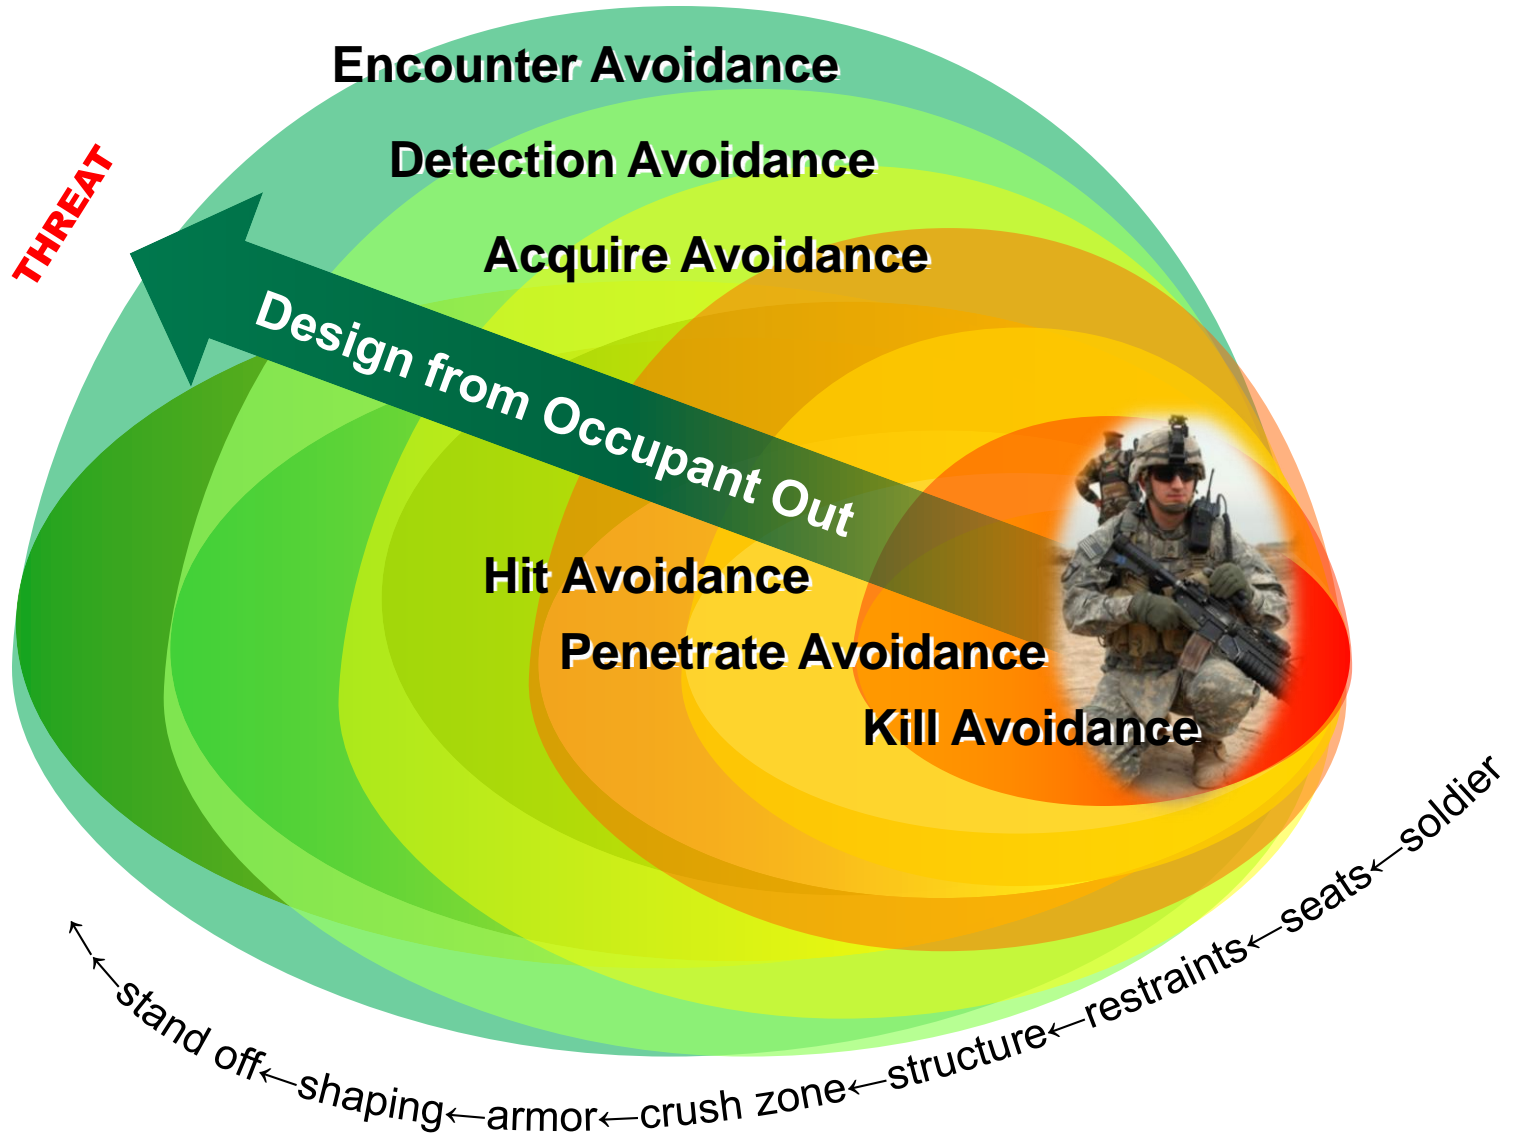 Encounter Avoidance
Detection Avoidance
THREAT
Acquire Avoidance
Design from Occupant Out
Hit Avoidance
Penetrate Avoidance
Kill Avoidance
←←stand off←shaping←armor←crush zone←structure←restraints←seats←soldier